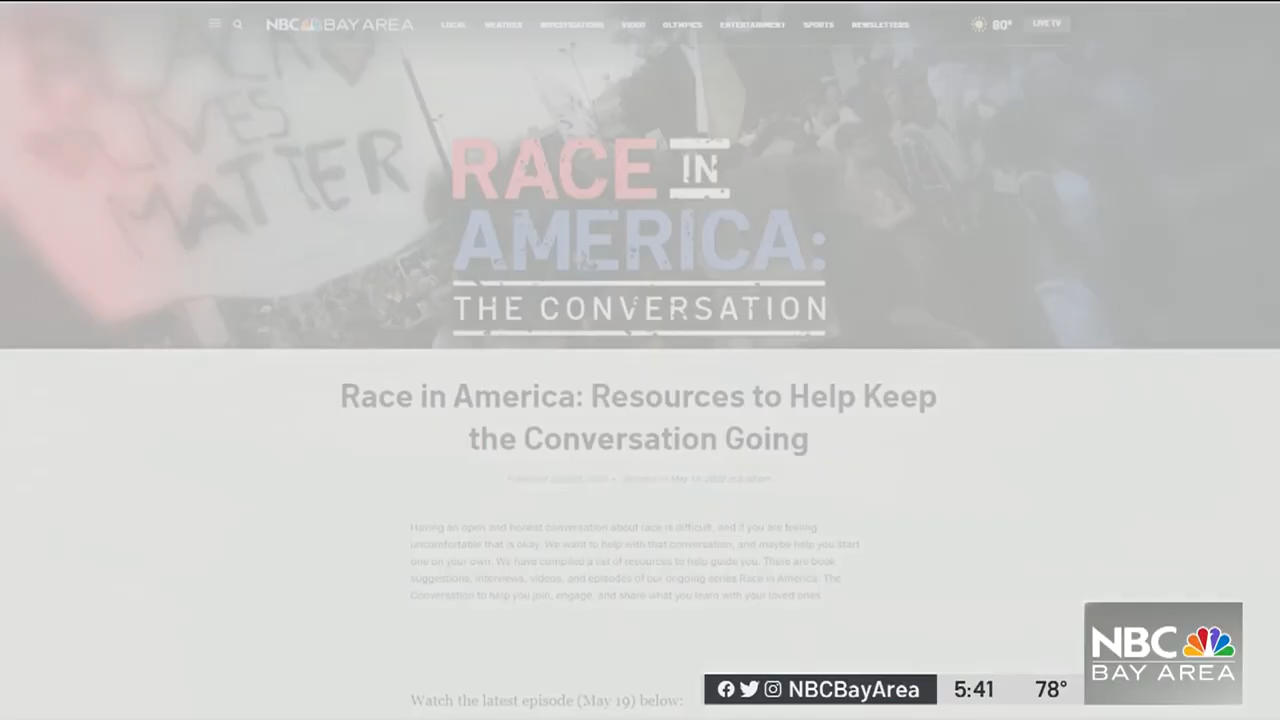 NBC BAY AREA LOCAL WEATHER INVESTIGATIONS VIDEO OLYMPICS ENTERTAINMENT SPORTS NEWSLETTERS 80° LIVE TV
LIVES
MATTER
RACE IN
AMERICA:
THE CONVERSATION
Race in America: Resources to Help Keep
the Conversation Going
May
Having an open and honest conversation about race is difficult, and if you are feeling
uncomfortable that is okay. We want to help with that conversation, and maybe help you start
one on your own. We have compiled a list of resources to help guide you. There are book
suggestions, interviews, videos, and episodes of our ongoing series Race in America: The
Conversation to help you join, engage, and share what you learn with your loved ones.
Watch the latest episode (May 19) below:
NBCBayArea 5:41 78°
NBC
BAY AREA